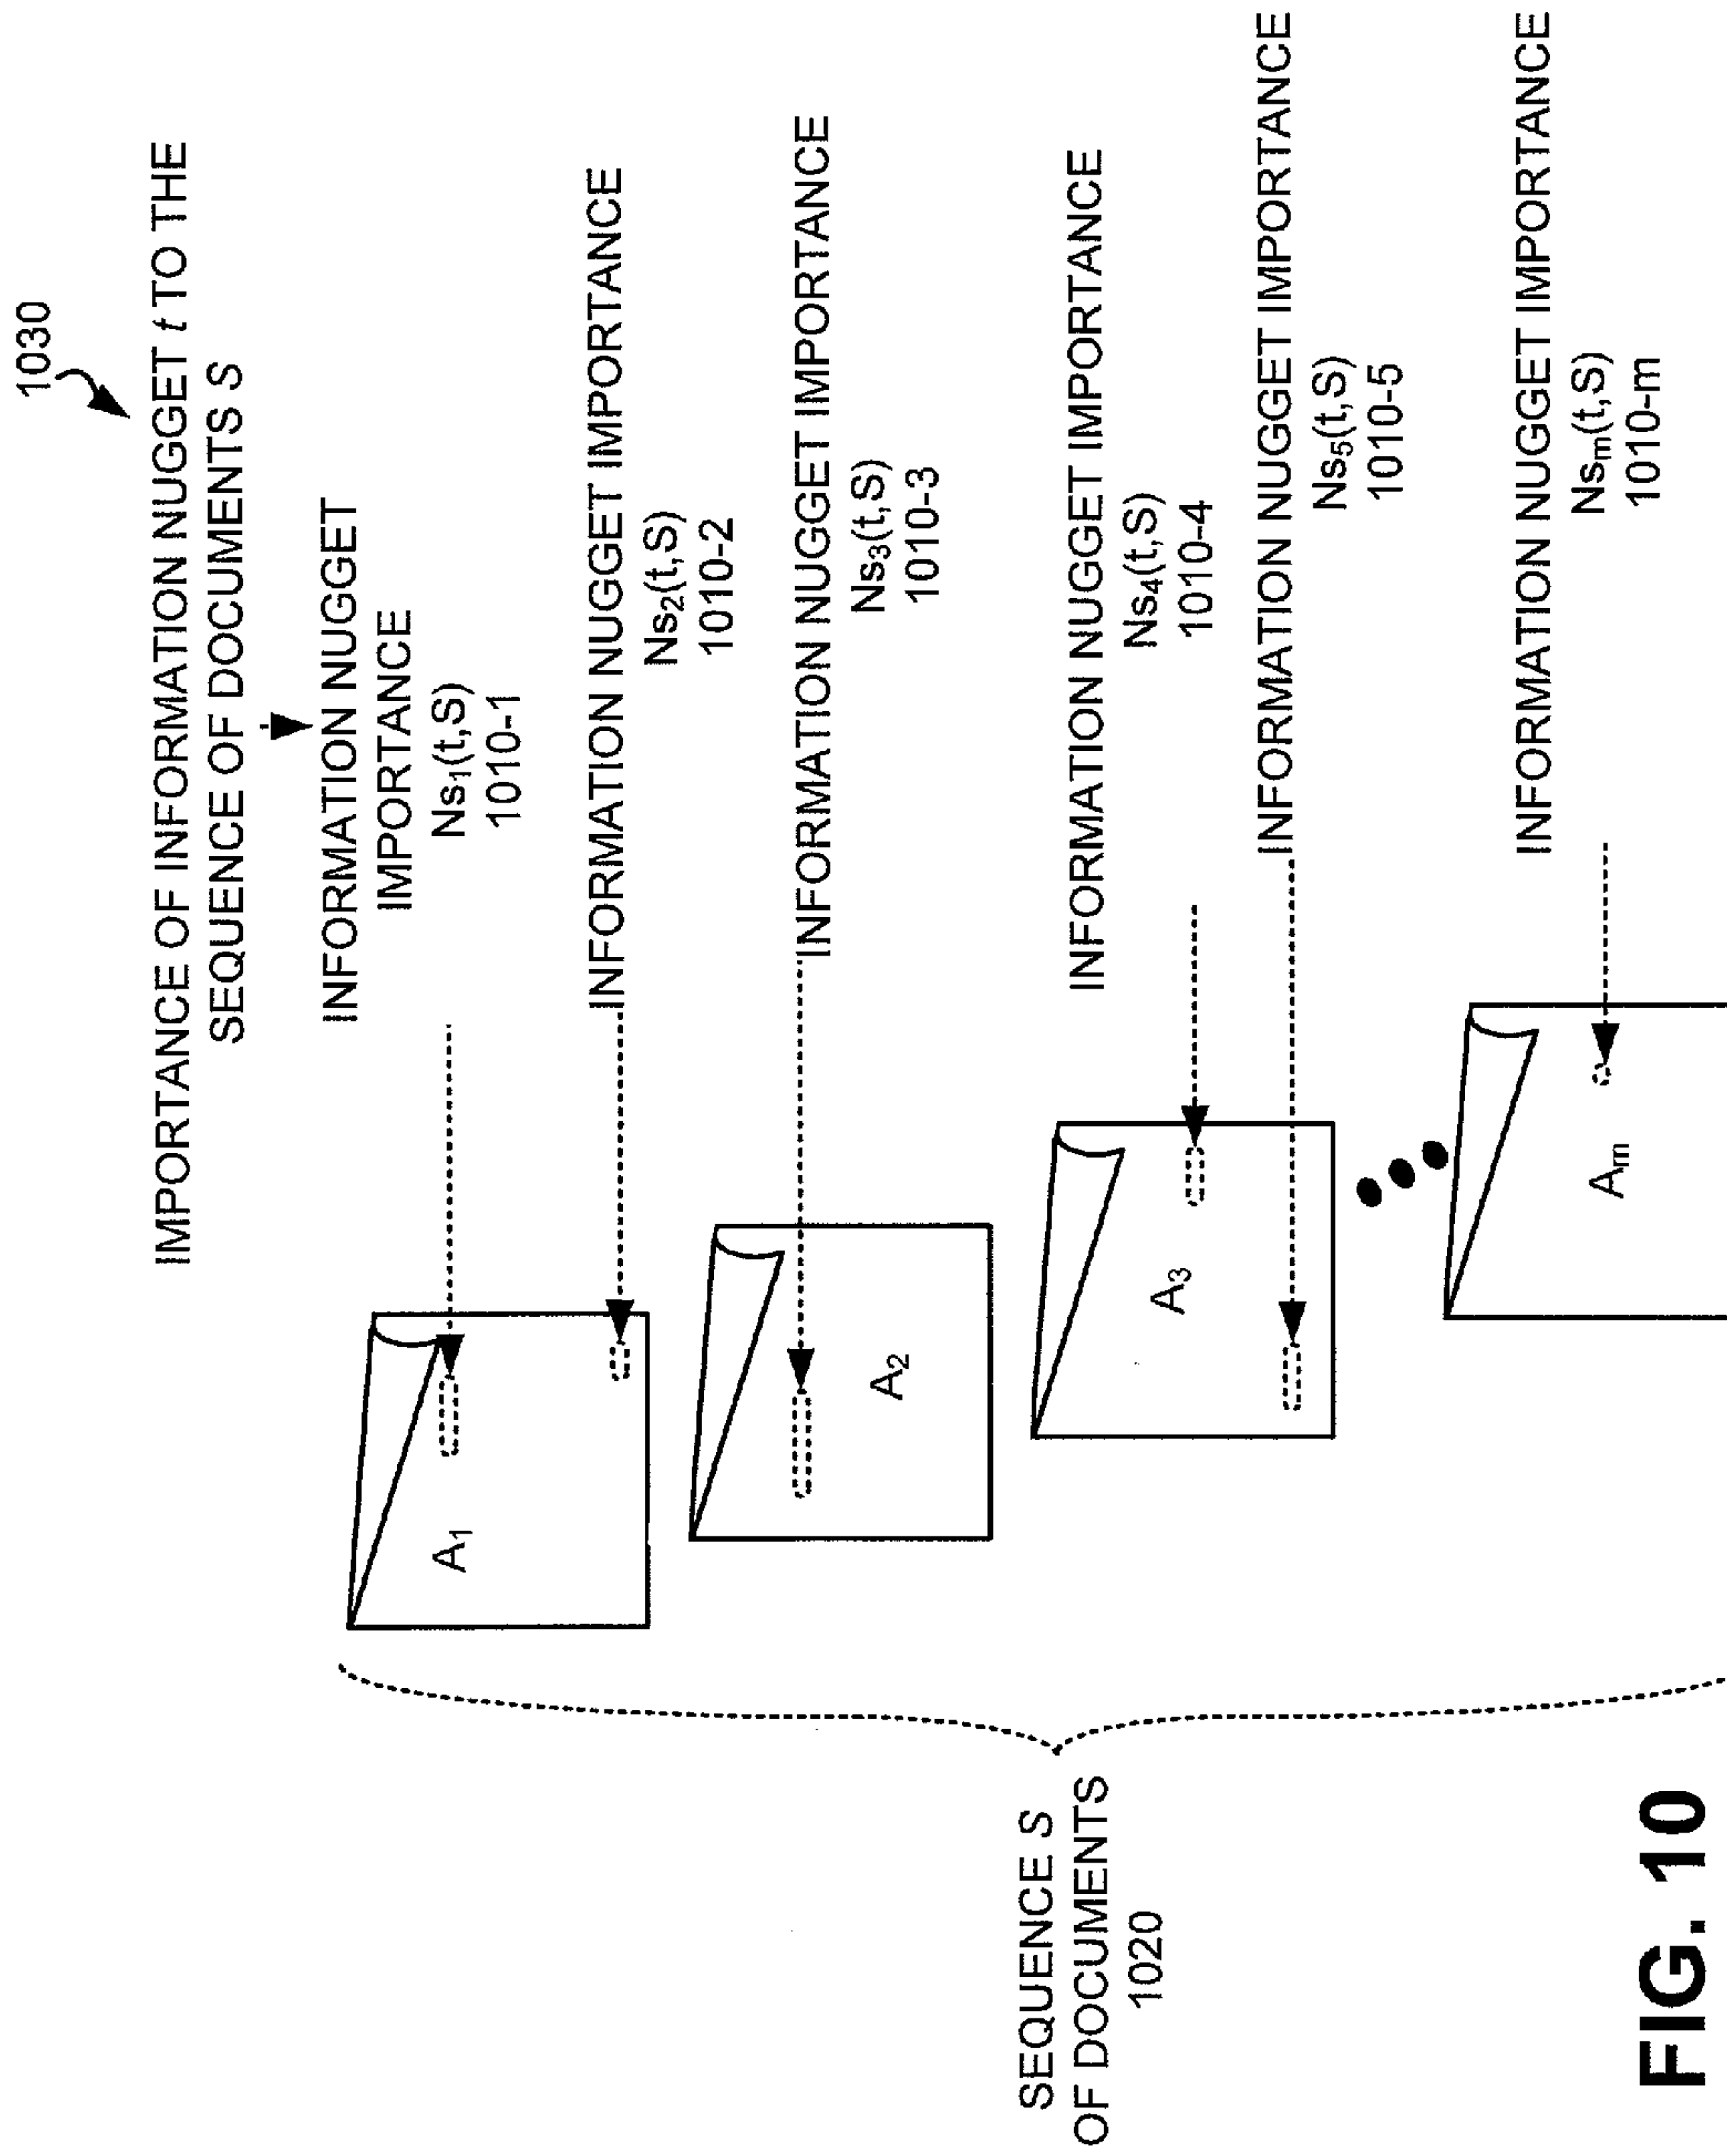 1030
IMPORTANCE OF INFORMATION NUGGET t TO THE
SEQUENCE OF DOCUMENTS S
INFORMATION NUGGET
IMPORTANCE
Ns₁(t,S)
1010-1
INFORMATION NUGGET IMPORTANCE
Ns₂(t,S)
1010-2
INFORMATION NUGGET IMPORTANCE
Ns₃(t,S)
1010-3
INFORMATION NUGGET IMPORTANCE
Ns₄(t,S)
1010-4
INFORMATION NUGGET IMPORTANCE
Ns₅(t,S)
1010-5
INFORMATION NUGGET IMPORTANCE
Nsₘ(t,S)
1010-m
A₁
A₂
A₃
Aₘ
SEQUENCE S
OF DOCUMENTS
1020
FIG. 10